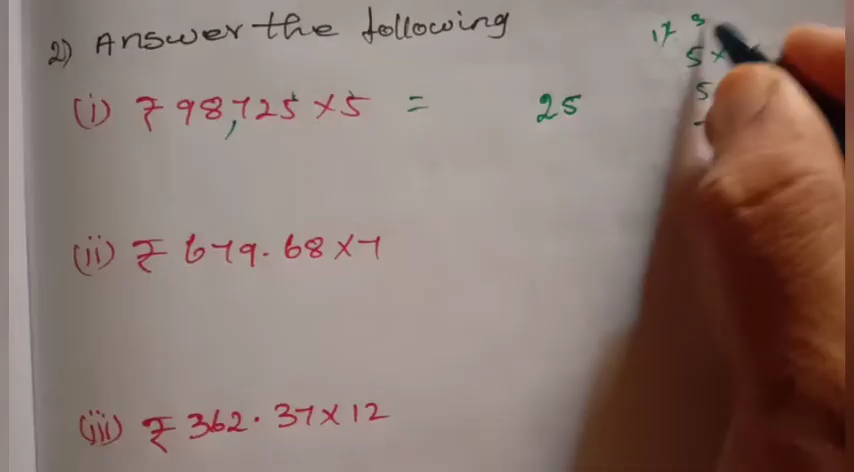 2) Answer the following
(i) ₹ 98,725 × 5 = 25
(ii) ₹ 679.68 × 7
(iii) ₹ 362.37 × 12